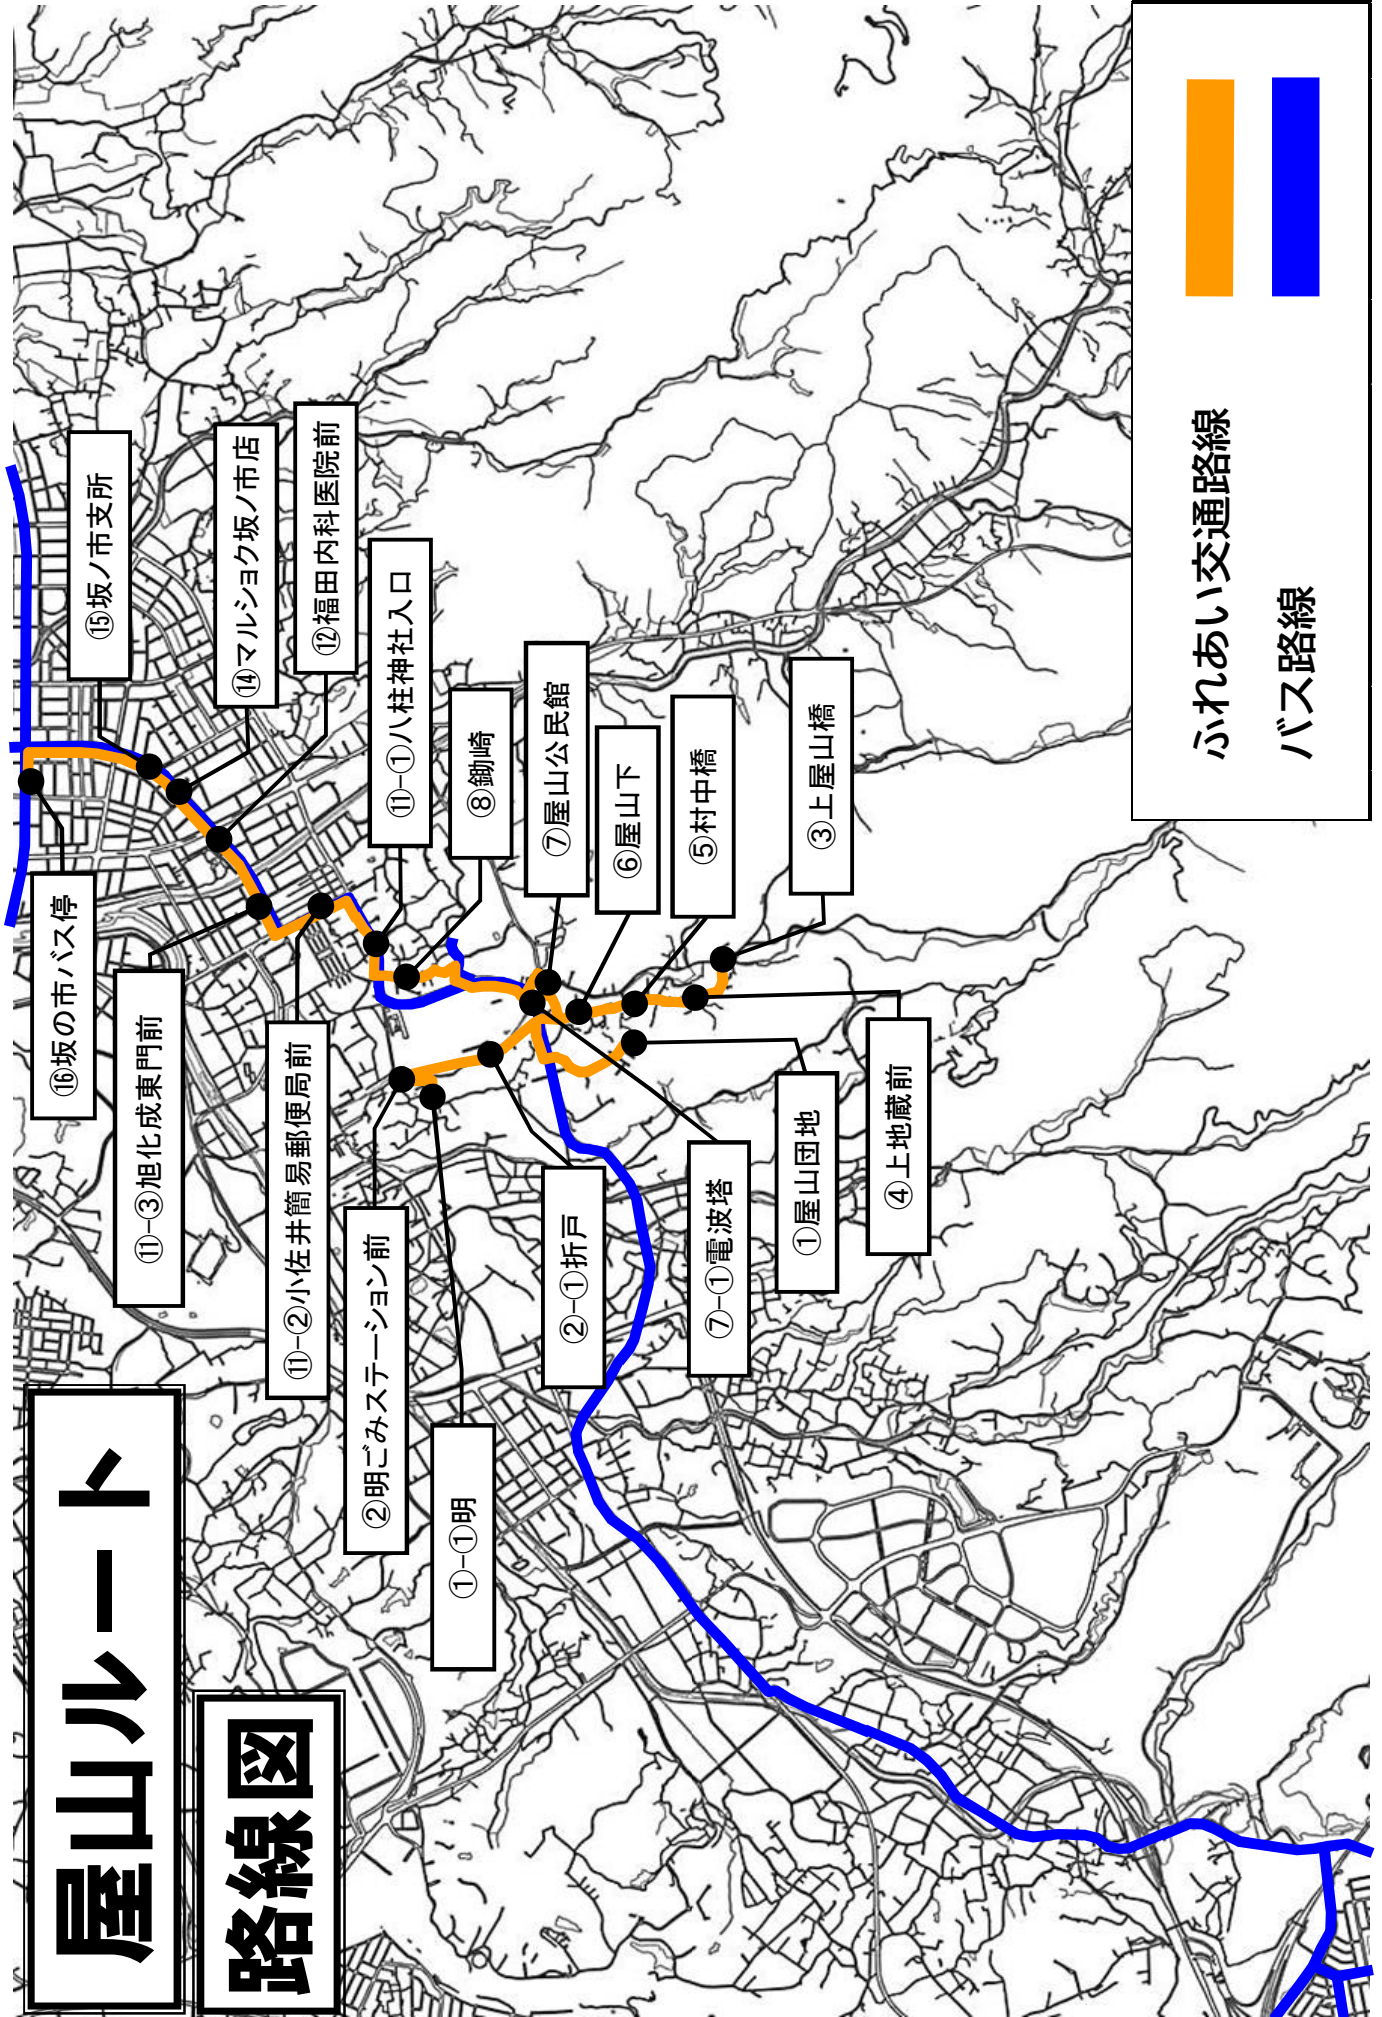 屋山ルート
路線図
⑯坂の市バス停
⑮坂ノ市支所
⑪-③旭化成東門前
⑭マルショク坂ノ市店
⑪-②小佐井簡易郵便局前
⑫福田内科医院前
②明ごみステーション前
⑪-①八柱神社入口
①-①明
⑧鋤崎
②-①折戸
⑦屋山公民館
⑥屋山下
⑦-①電波塔
⑤村中橋
①屋山団地
③上屋山橋
④上地蔵前
ふれあい交通路線
バス路線